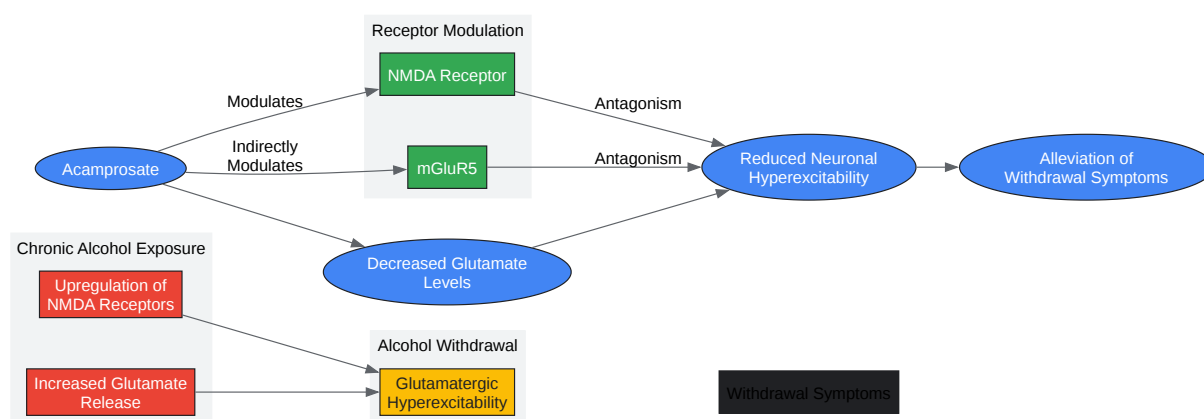 Receptor Modulation
NMDA Receptor
Modulates
Antagonism
Indirectly
Modulates
Acamprosate
mGluR5
Antagonism
Reduced Neuronal
Hyperexcitability
Alleviation of
Withdrawal Symptoms
Decreased Glutamate
Levels
Chronic Alcohol Exposure
Upregulation of
NMDA Receptors
Increased Glutamate
Release
Alcohol Withdrawal
Glutamatergic
Hyperexcitability
Withdrawal Symptoms